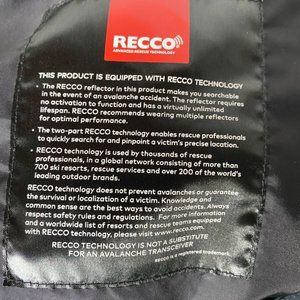 RECCO
ADVANCED RESCUE TECHNOLOGY
THIS PRODUCT IS EQUIPPED WITH RECCO TECHNOLOGY
• The RECCO reflector in this product makes you searchable
in the event of an avalanche accident. The reflector requires
no activation to function and has a virtually unlimited
lifespan. RECCO recommends wearing multiple reflectors
for optimal performance.
• The two-part RECCO technology enables rescue professionals
to quickly search for and pinpoint a victim's precise location.
• RECCO technology is used by thousands of rescue
professionals, in a global network consisting of more than
700 ski resorts, rescue services and over 200 of the world's
leading outdoor brands.
RECCO technology does not prevent avalanches or guarantee
the survival or localization of a victim. Knowledge and
common sense are the best ways to avoid accidents. Always
respect safety rules and regulations. For more information
and a worldwide list of resorts and rescue teams equipped
with RECCO technology, please visit www.recco.com.
RECCO TECHNOLOGY IS NOT A SUBSTITUTE
FOR AN AVALANCHE TRANSCEIVER
RECCO is a registered trademark.